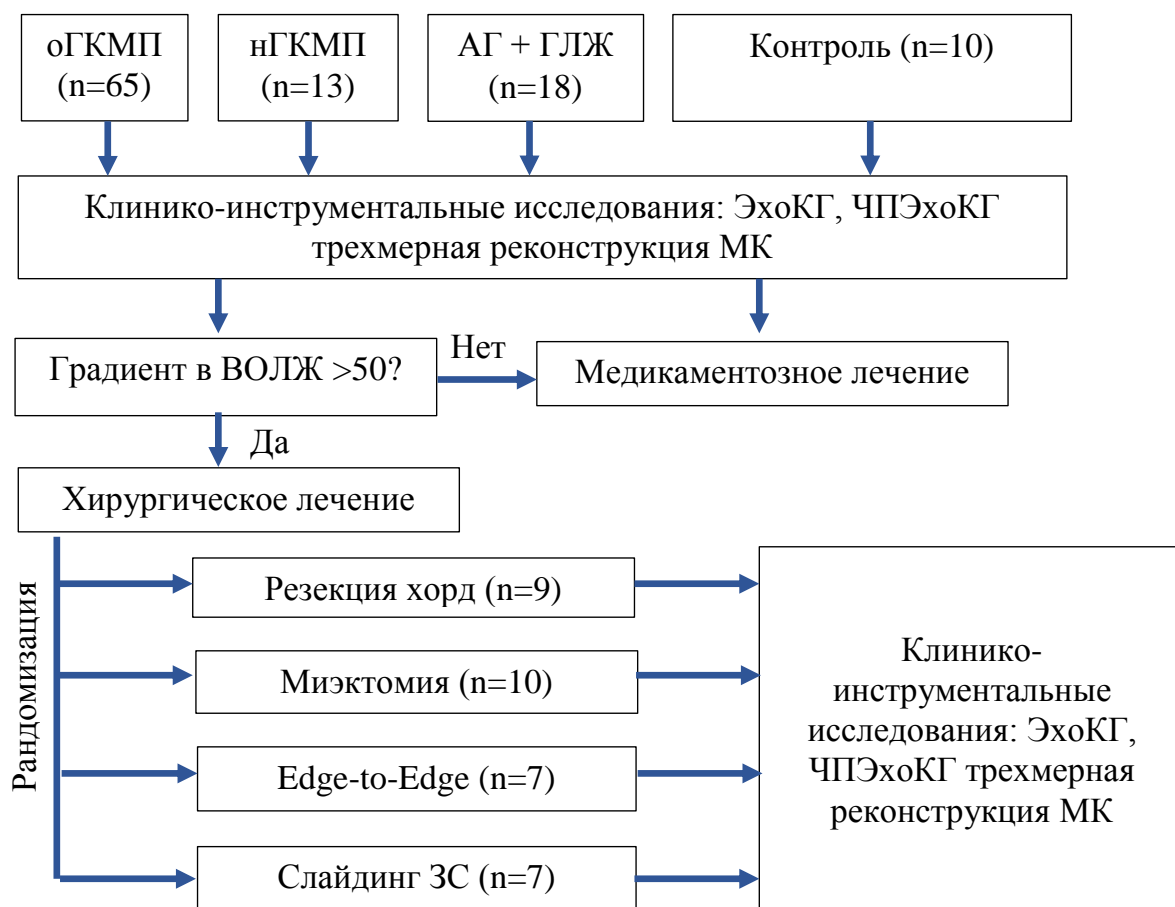 оГКМП
(n=65)
нГКМП
(n=13)
АГ + ГЛЖ
(n=18)
Контроль (n=10)
Клинико-инструментальные исследования: ЭхоКГ, ЧПЭхоКГ
трехмерная реконструкция МК
Градиент в ВОЛЖ >50?
Нет
Медикаментозное лечение
Да
Хирургическое лечение
Рандомизация
Резекция хорд (n=9)
Миэктомия (n=10)
Edge-to-Edge (n=7)
Слайдинг ЗС (n=7)
Клинико-
инструментальные
исследования: ЭхоКГ,
ЧПЭхоКГ трехмерная
реконструкция МК